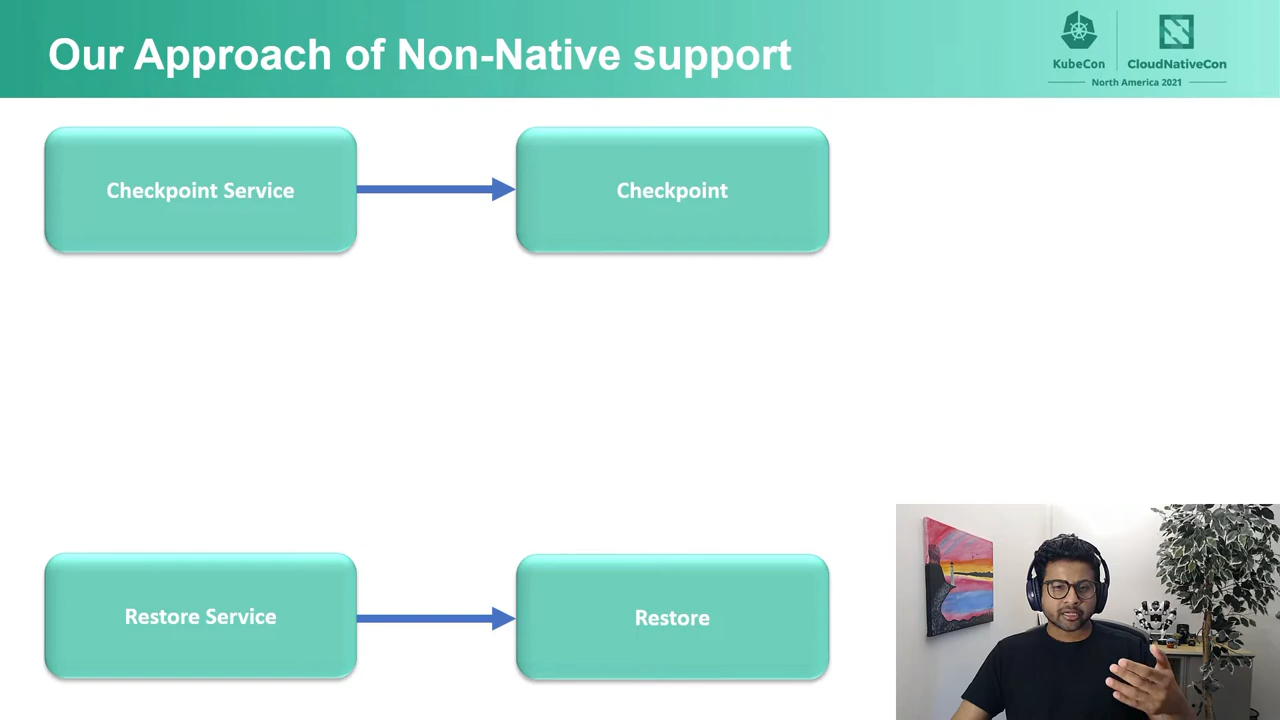 Our Approach of Non-Native support
KubeCon
CloudNativeCon
North America 2021
Checkpoint Service
Checkpoint
Restore Service
Restore